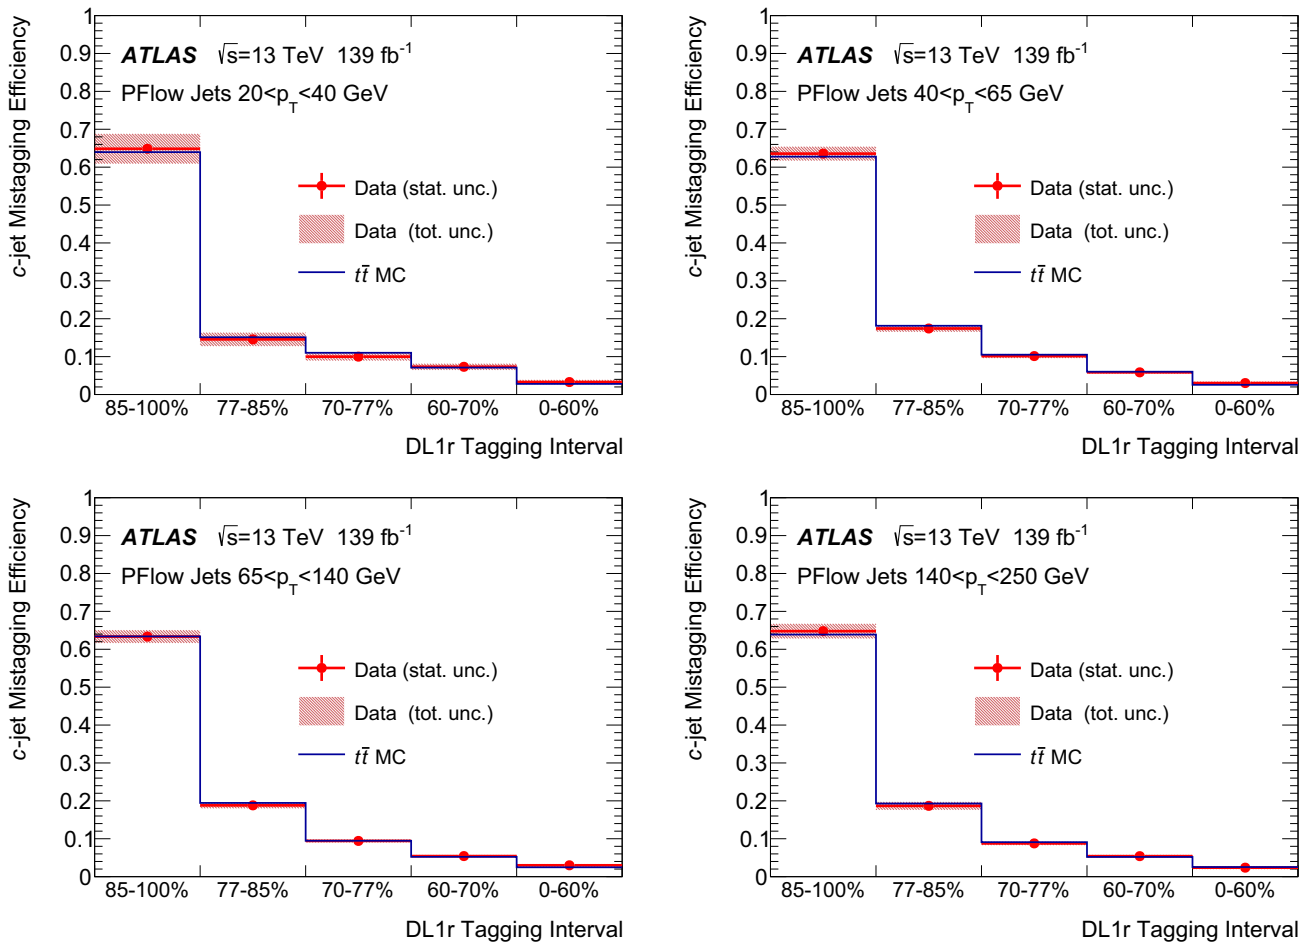 c-jet Mistagging Efficiency
1
0.9
0.8
0.7
0.6
0.5
0.4
0.3
0.2
0.1
0
ATLAS √s=13 TeV 139 fb⁻¹
PFlow Jets 20<p_T<40 GeV
Data (stat. unc.)
Data (tot. unc.)
tt̄ MC
85-100% 77-85% 70-77% 60-70% 0-60%
DL1r Tagging Interval
c-jet Mistagging Efficiency
1
0.9
0.8
0.7
0.6
0.5
0.4
0.3
0.2
0.1
0
ATLAS √s=13 TeV 139 fb⁻¹
PFlow Jets 40<p_T<65 GeV
Data (stat. unc.)
Data (tot. unc.)
tt̄ MC
85-100% 77-85% 70-77% 60-70% 0-60%
DL1r Tagging Interval
c-jet Mistagging Efficiency
1
0.9
0.8
0.7
0.6
0.5
0.4
0.3
0.2
0.1
0
ATLAS √s=13 TeV 139 fb⁻¹
PFlow Jets 65<p_T<140 GeV
Data (stat. unc.)
Data (tot. unc.)
tt̄ MC
85-100% 77-85% 70-77% 60-70% 0-60%
DL1r Tagging Interval
c-jet Mistagging Efficiency
1
0.9
0.8
0.7
0.6
0.5
0.4
0.3
0.2
0.1
0
ATLAS √s=13 TeV 139 fb⁻¹
PFlow Jets 140<p_T<250 GeV
Data (stat. unc.)
Data (tot. unc.)
tt̄ MC
85-100% 77-85% 70-77% 60-70% 0-60%
DL1r Tagging Interval